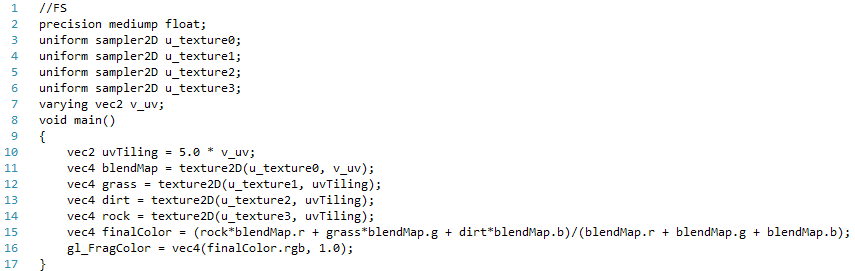 1 //FS
2 precision mediump float;
3 uniform sampler2D u_texture0;
4 uniform sampler2D u_texture1;
5 uniform sampler2D u_texture2;
6 uniform sampler2D u_texture3;
7 varying vec2 v_uv;
8 void main()
9 {
10     vec2 uvTiling = 5.0 * v_uv;
11     vec4 blendMap = texture2D(u_texture0, v_uv);
12     vec4 grass = texture2D(u_texture1, uvTiling);
13     vec4 dirt = texture2D(u_texture2, uvTiling);
14     vec4 rock = texture2D(u_texture3, uvTiling);
15     vec4 finalColor = (rock*blendMap.r + grass*blendMap.g + dirt*blendMap.b)/(blendMap.r + blendMap.g + blendMap.b);
16     gl_FragColor = vec4(finalColor.rgb, 1.0);
17 }